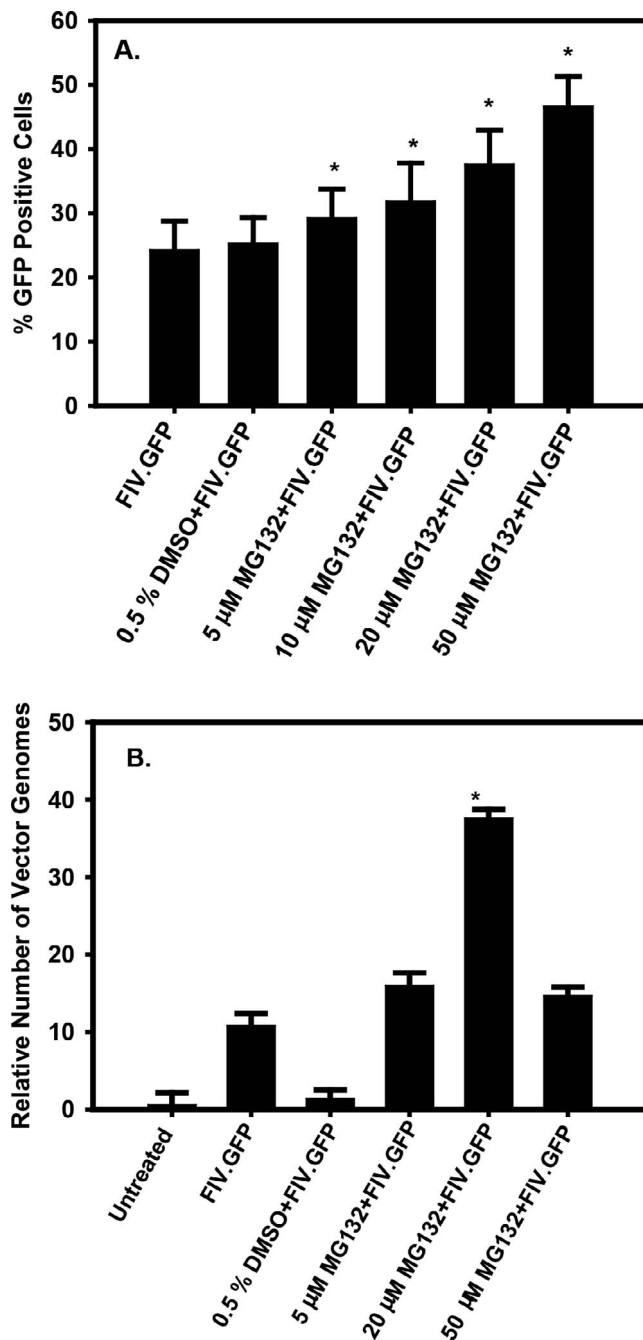 A.
% GFP Positive Cells
60
50
40
30
20
10
0
*
*
*
*
FIV.GFP
0.5 % DMSO+FIV.GFP
5 µM MG132+FIV.GFP
10 µM MG132+FIV.GFP
20 µM MG132+FIV.GFP
50 µM MG132+FIV.GFP
B.
Relative Number of Vector Genomes
50
40
30
20
10
0
*
Untreated
FIV.GFP
0.5 % DMSO+FIV.GFP
5 µM MG132+FIV.GFP
20 µM MG132+FIV.GFP
50 µM MG132+FIV.GFP